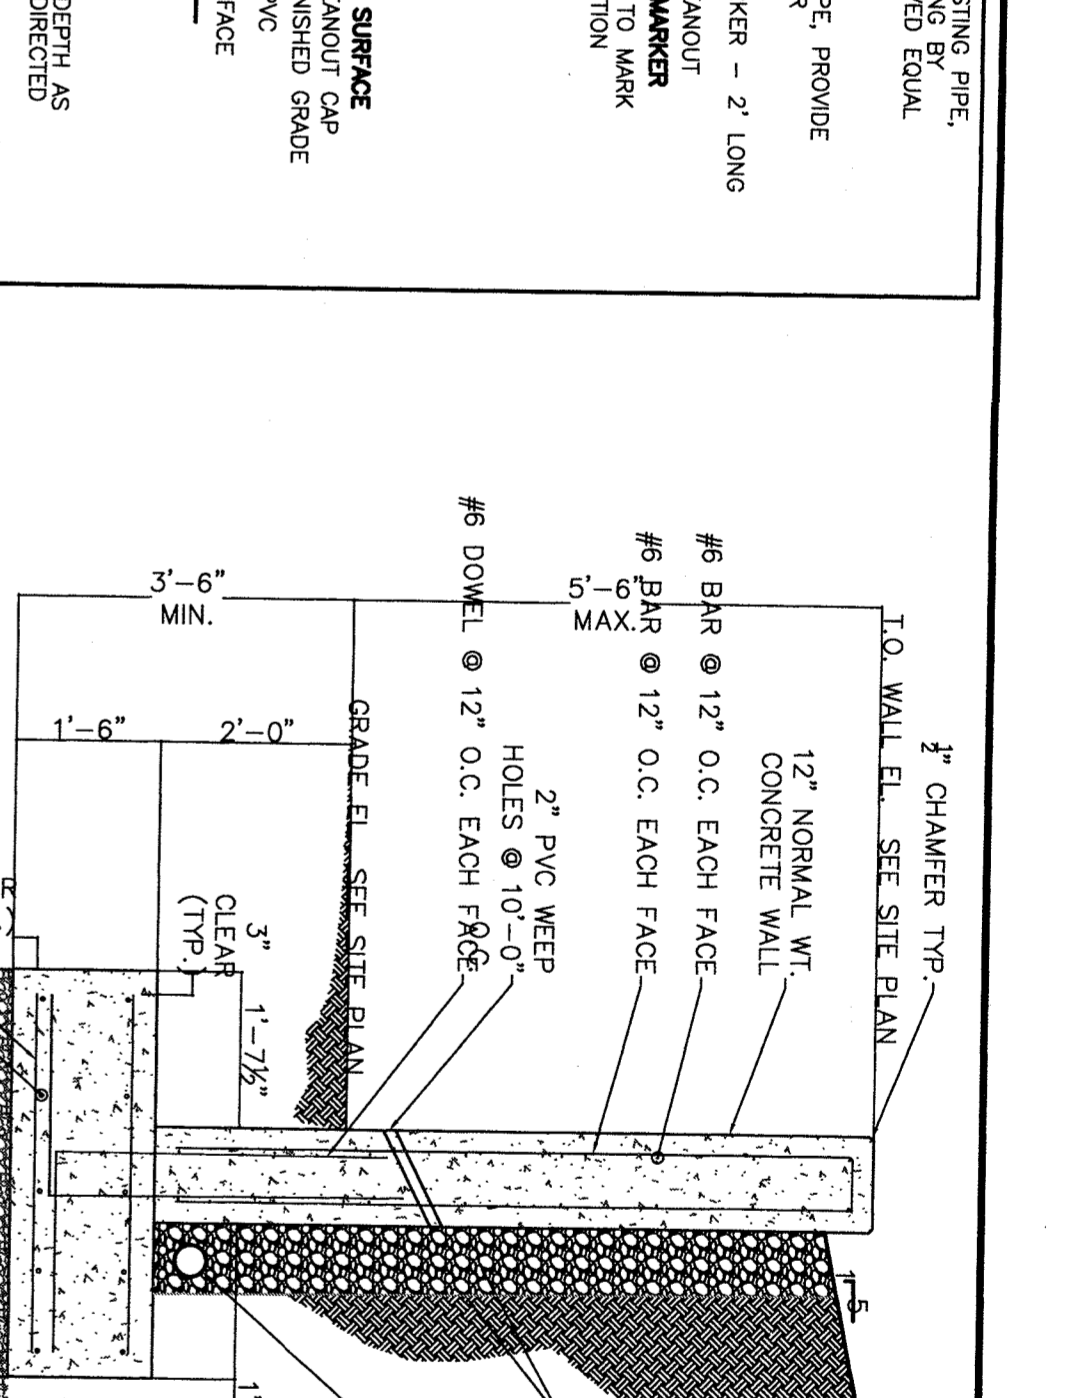 STING PIPE,
NG BY
VED EQUAL
PE, PROVIDE
R
KER - 2' LONG
ANOUT
MARKER
TO MARK
TION
SURFACE
ANOUT CAP
NISHED GRADE
PVC
FACE
DEPTH AS
DIRECTED
½" CHAMFER TYP.
T.O. WALL EL. SEE SITE PLAN
12" NORMAL WT.
CONCRETE WALL
#6 BAR @ 12" O.C. EACH FACE
#6 BAR @ 12" O.C. EACH FACE
5'-6"
MAX.
2" PVC WEEP
HOLES @ 10'-0"
O.C.
#6 DOWEL @ 12" O.C. EACH FACE
GRADE EL. SEE SITE PLAN
3'-6"
MIN.
2'-0"
1'-6"
3"
CLEAR
(TYP.)
1'-7½"
1
5
1'